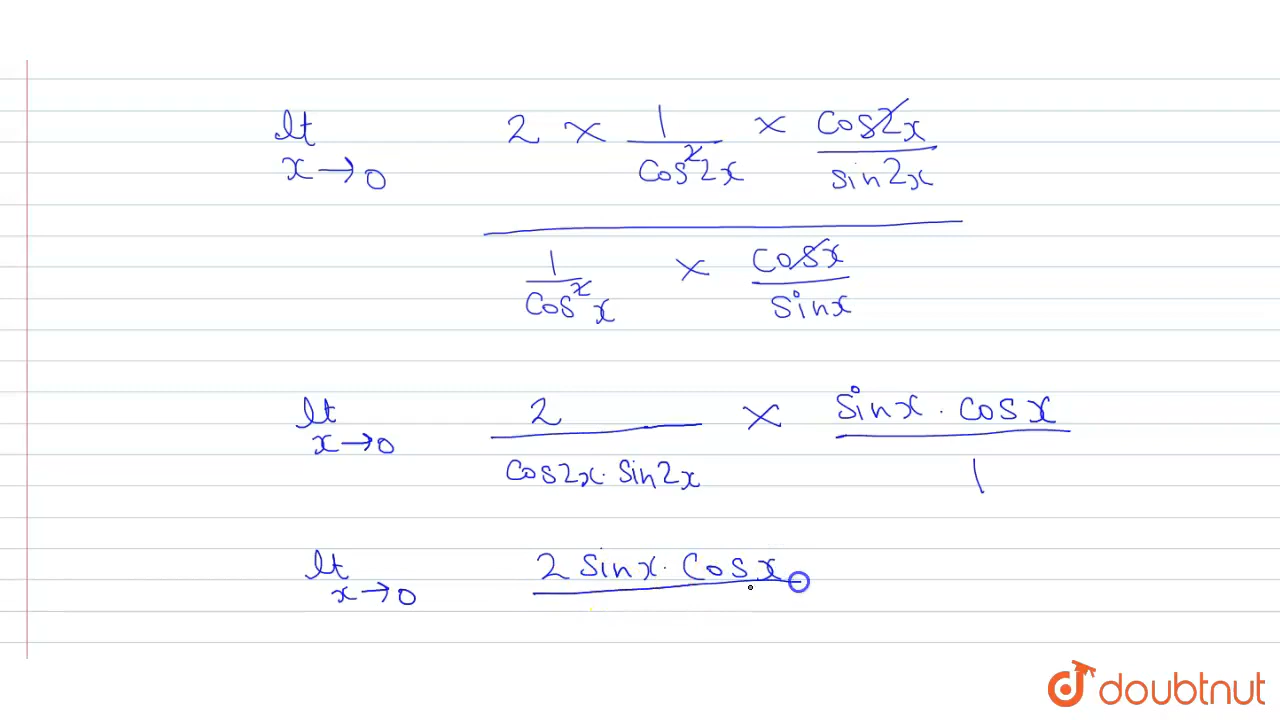 lt x→0 2 × 1/cos²2x × cos2x/sin2x
1/cos²x × cosx/sinx
lt x→0 2/cos2x·sin2x × sinx·cosx/1
lt x→0 2 sinx·cosx
doubtnut